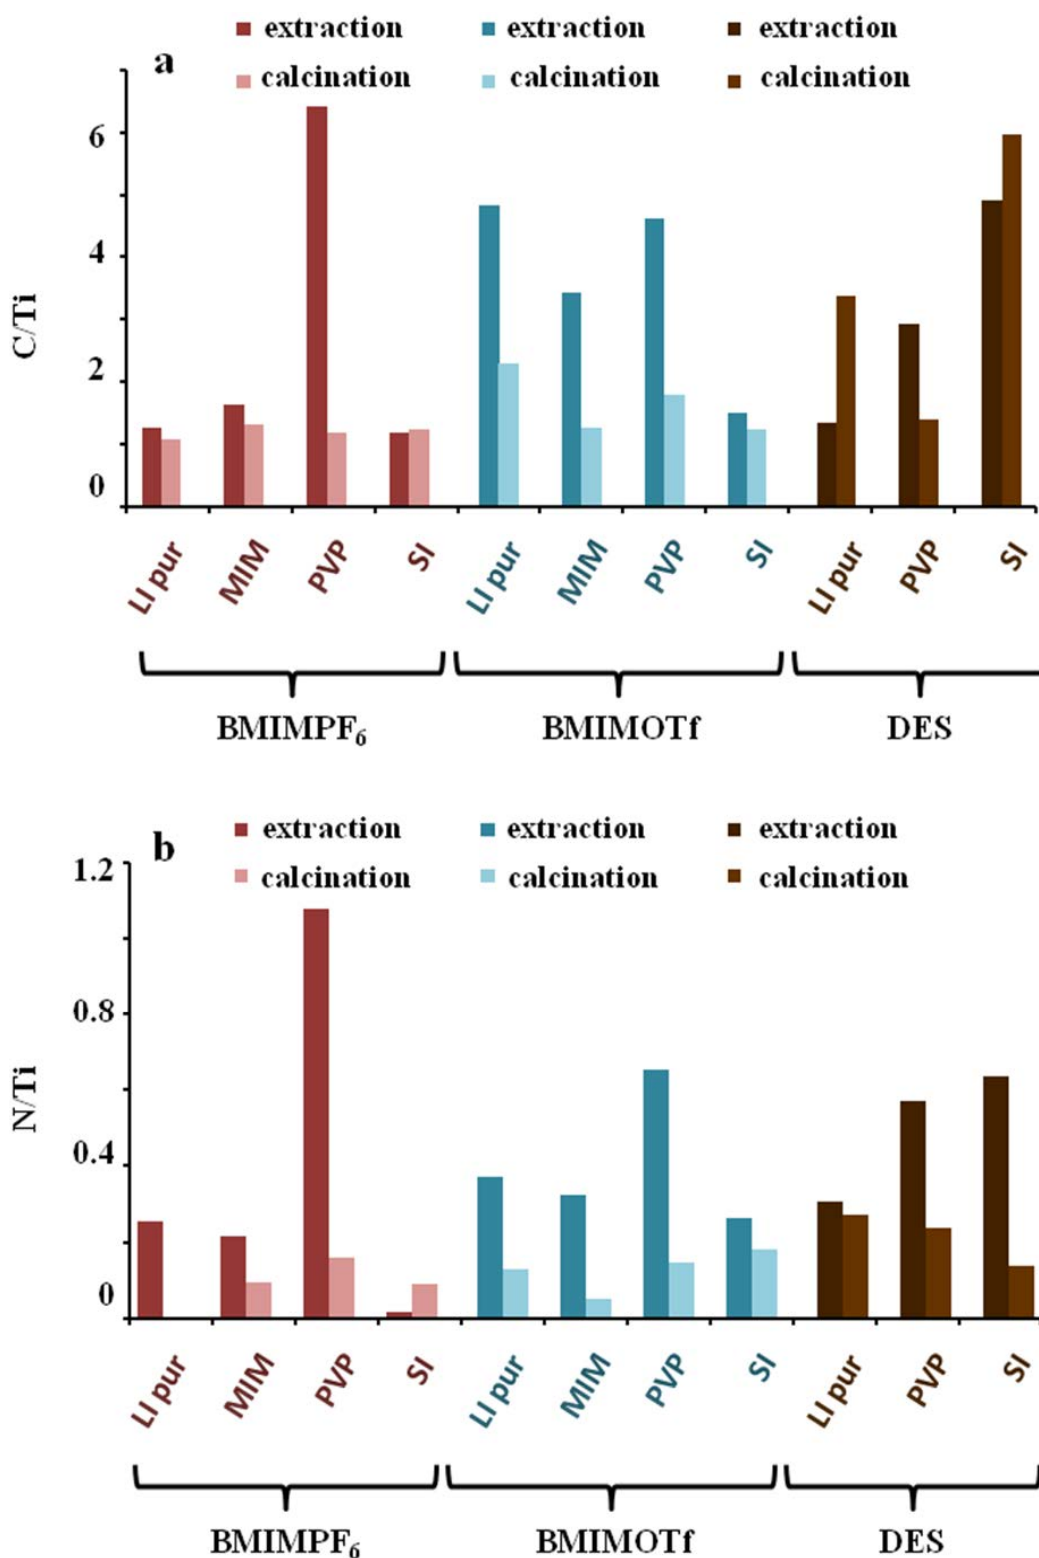 a
extraction extraction extraction
calcination calcination calcination
6
4
2
0
C/Ti
LI pur MIM PVP SI LI pur MIM PVP SI LI pur PVP SI
BMIMPF₆ BMIMOTf DES
b
extraction extraction extraction
calcination calcination calcination
1.2
0.8
0.4
0
N/Ti
LI pur MIM PVP SI LI pur MIM PVP SI LI pur PVP SI
BMIMPF₆ BMIMOTf DES